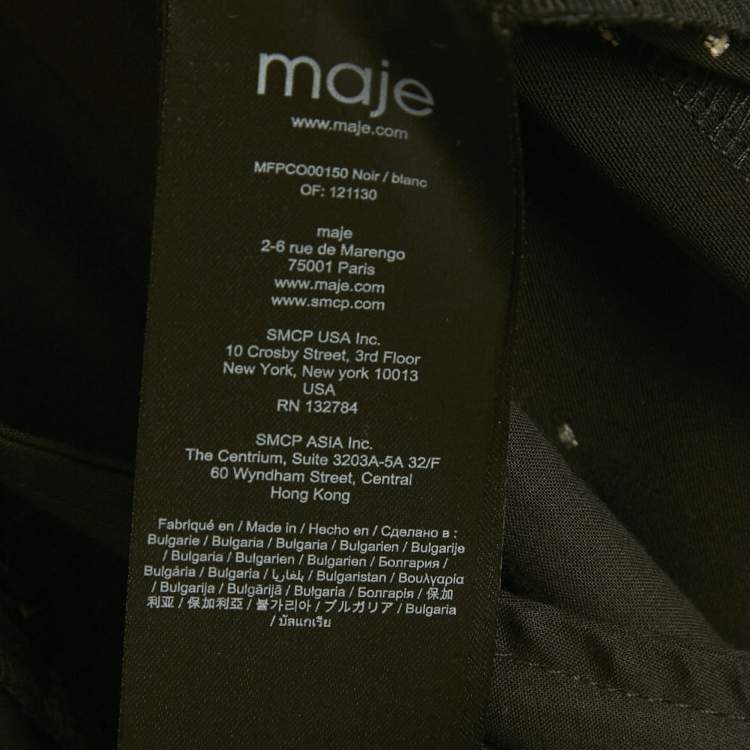 maje
www.maje.com
MFPCO00150 Noir / blanc
OF: 121130
maje
2-6 rue de Marengo
75001 Paris
www.maje.com
www.smcp.com
SMCP USA Inc.
10 Crosby Street, 3rd Floor
New York, New york 10013
USA
RN 132784
SMCP ASIA Inc.
The Centrium, Suite 3203A-5A 32/F
60 Wyndham Street, Central
Hong Kong
Fabriqué en / Made in / Hecho en / Сделано в :
Bulgarie / Bulgaria / Bulgaria / Bulgarien / Bulgarije
/ Bulgaria / Bulgarien / Bulgarien / Болгария /
Bulgária / Bulgaria / بلغاريا / Bulgaristan / Βουλγαρία
/ Bulgarija / Bulgārijā / Bulgaria / Болгарія / 保加
利亚 / 保加利亞 / 불가리아 / ブルガリア / Bulgaria
/ บัลแกเรีย